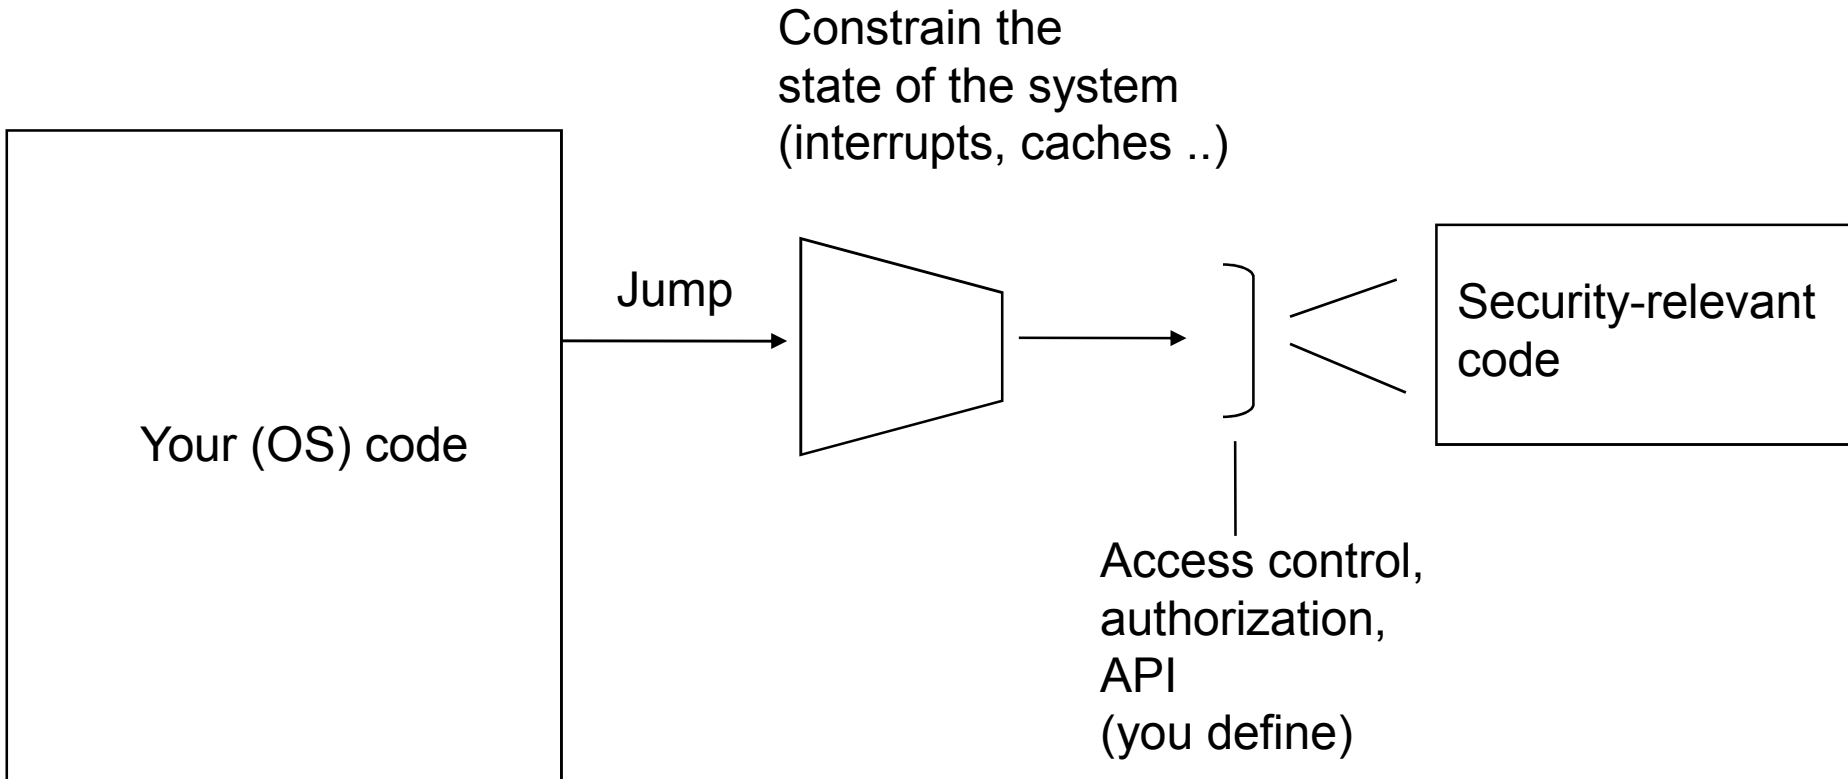 Constrain the
state of the system
(interrupts, caches ..)
Jump
Your (OS) code
Security-relevant
code
Access control,
authorization,
API
(you define)